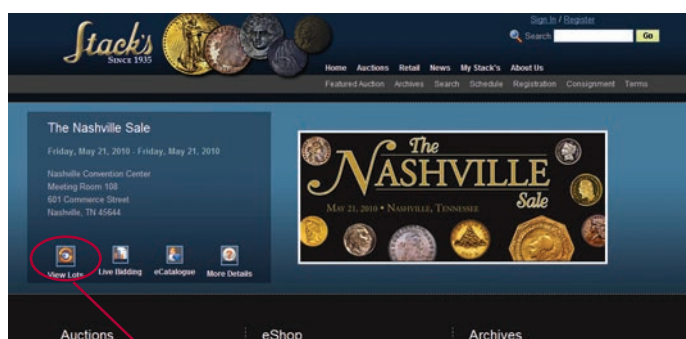 Stack's
SINCE 1935
Sign In / Register
Search
Go
Home Auctions Retail News My Stack's About Us
Featured Auction Archives Search Schedule Registration Consignment Terms
The Nashville Sale
Friday, May 21, 2010 - Friday, May 21, 2010
Nashville Convention Center
Meeting Room 108
601 Commerce Street
Nashville, TN 45644
View Lots Live Bidding eCatalogue More Details
The
NASHVILLE
Sale
MAY 21, 2010 • NASHVILLE, TENNESSEE
Auctions eShop Archives